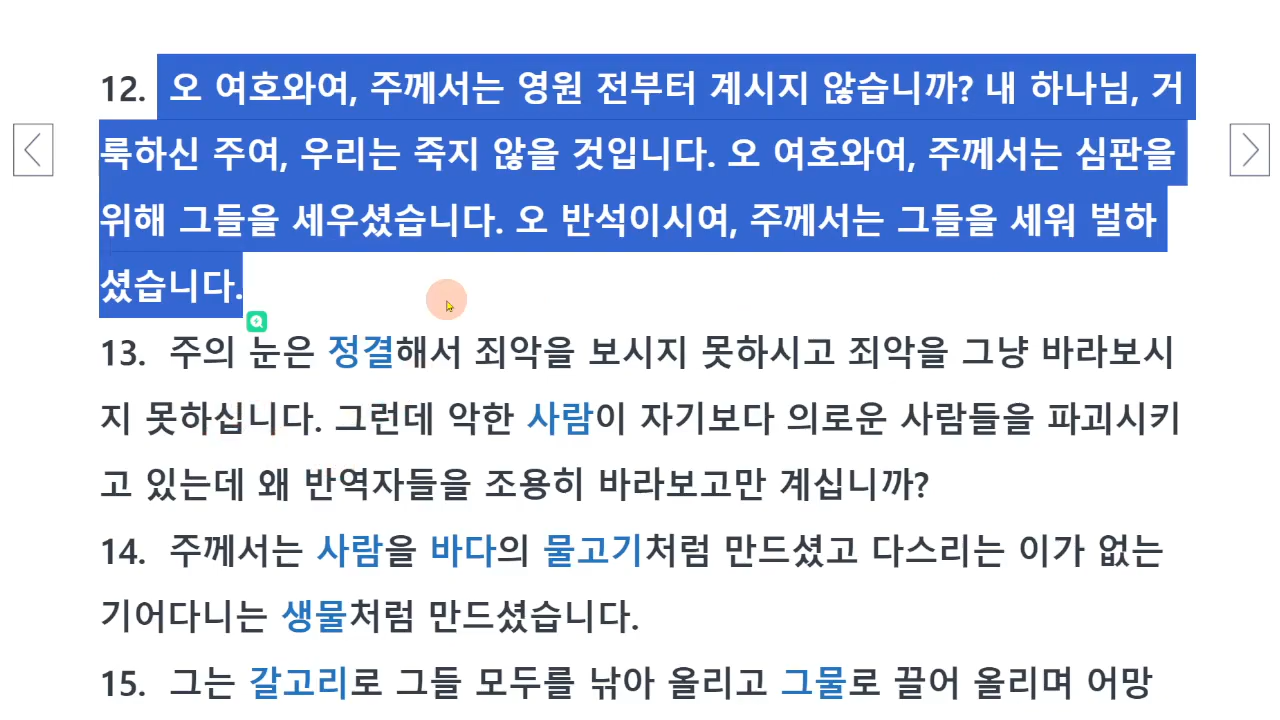 12. 오 여호와여, 주께서는 영원 전부터 계시지 않습니까? 내 하나님, 거
룩하신 주여, 우리는 죽지 않을 것입니다. 오 여호와여, 주께서는 심판을
위해 그들을 세우셨습니다. 오 반석이시여, 주께서는 그들을 세워 벌하
셨습니다.
13. 주의 눈은 정결해서 죄악을 보시지 못하시고 죄악을 그냥 바라보시
지 못하십니다. 그런데 악한 사람이 자기보다 의로운 사람들을 파괴시키
고 있는데 왜 반역자들을 조용히 바라보고만 계십니까?
14. 주께서는 사람을 바다의 물고기처럼 만드셨고 다스리는 이가 없는
기어다니는 생물처럼 만드셨습니다.
15. 그는 갈고리로 그들 모두를 낚아 올리고 그물로 끌어 올리며 어망